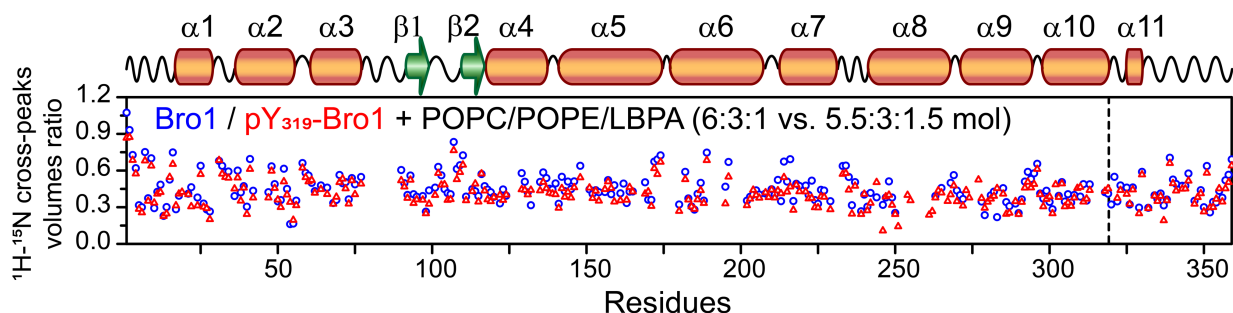 α1 α2 α3 β1 β2 α4 α5 α6 α7 α8 α9 α10 α11
Bro1 / pY₃₁₉-Bro1 + POPC/POPE/LBPA (6:3:1 vs. 5.5:3:1.5 mol)
¹H-¹⁵N cross-peaks
volumes ratio
1.2
0.9
0.6
0.3
0.0
50 100 150 200 250 300 350
Residues